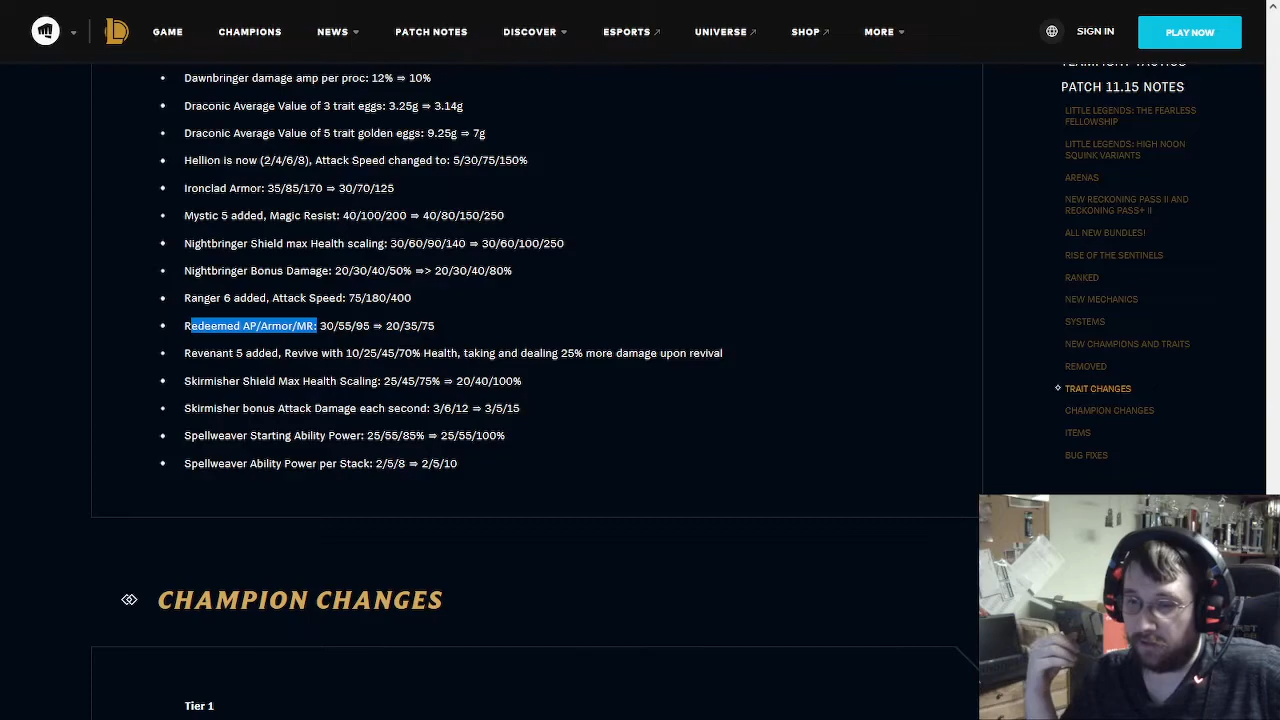 GAME
CHAMPIONS
NEWS
PATCH NOTES
DISCOVER
ESPORTS
UNIVERSE
SHOP
MORE
SIGN IN
PLAY NOW
Dawnbringer damage amp per proc: 12% ⇒ 10%
Draconic Average Value of 3 trait eggs: 3.25g ⇒ 3.14g
Draconic Average Value of 5 trait golden egg: 9.25g ⇒ 7g
Hellion is now (2/4/6/8), Attack Speed changed to: 5/30/75/150%
Ironclad Armor: 35/85/170 ⇒ 30/70/125
Mystic 5 added, Magic Resist: 40/100/200 ⇒ 40/80/150/250
Nightbringer Shield max Health scaling: 30/60/90/140 ⇒ 30/60/100/250
Nightbringer Bonus Damage: 20/30/40/50% => 20/30/40/80%
Ranger 6 added, Attack Speed: 75/180/400
Redeemed AP/Armor/MR: 30/55/95 ⇒ 20/35/75
Revenant 5 added, Revive with 10/25/45/70% Health, taking and dealing 25% more damage upon revival
Skirmisher Shield Max Health Scaling: 25/45/75% ⇒ 20/40/100%
Skirmisher bonus Attack Damage each second: 3/6/12 ⇒ 3/5/15
Spellweaver Starting Ability Power: 25/55/85% ⇒ 25/55/100%
Spellweaver Ability Power per Stack: 2/5/8 ⇒ 2/5/10
CHAMPION CHANGES
Tier 1
TEAMFIGHT TACTICS
PATCH 11.15 NOTES
LITTLE LEGENDS: THE FEARLESS
FELLOWSHIP
LITTLE LEGENDS: HIGH NOON
SQUINK VARIANTS
ARENAS
NEW RECKONING PASS II AND
RECKONING PASS+ II
ALL NEW BUNDLES!
RISE OF THE SENTINELS
RANKED
NEW MECHANICS
SYSTEMS
NEW CHAMPIONS AND TRAITS
REMOVED
TRAIT CHANGES
CHAMPION CHANGES
ITEMS
BUG FIXES